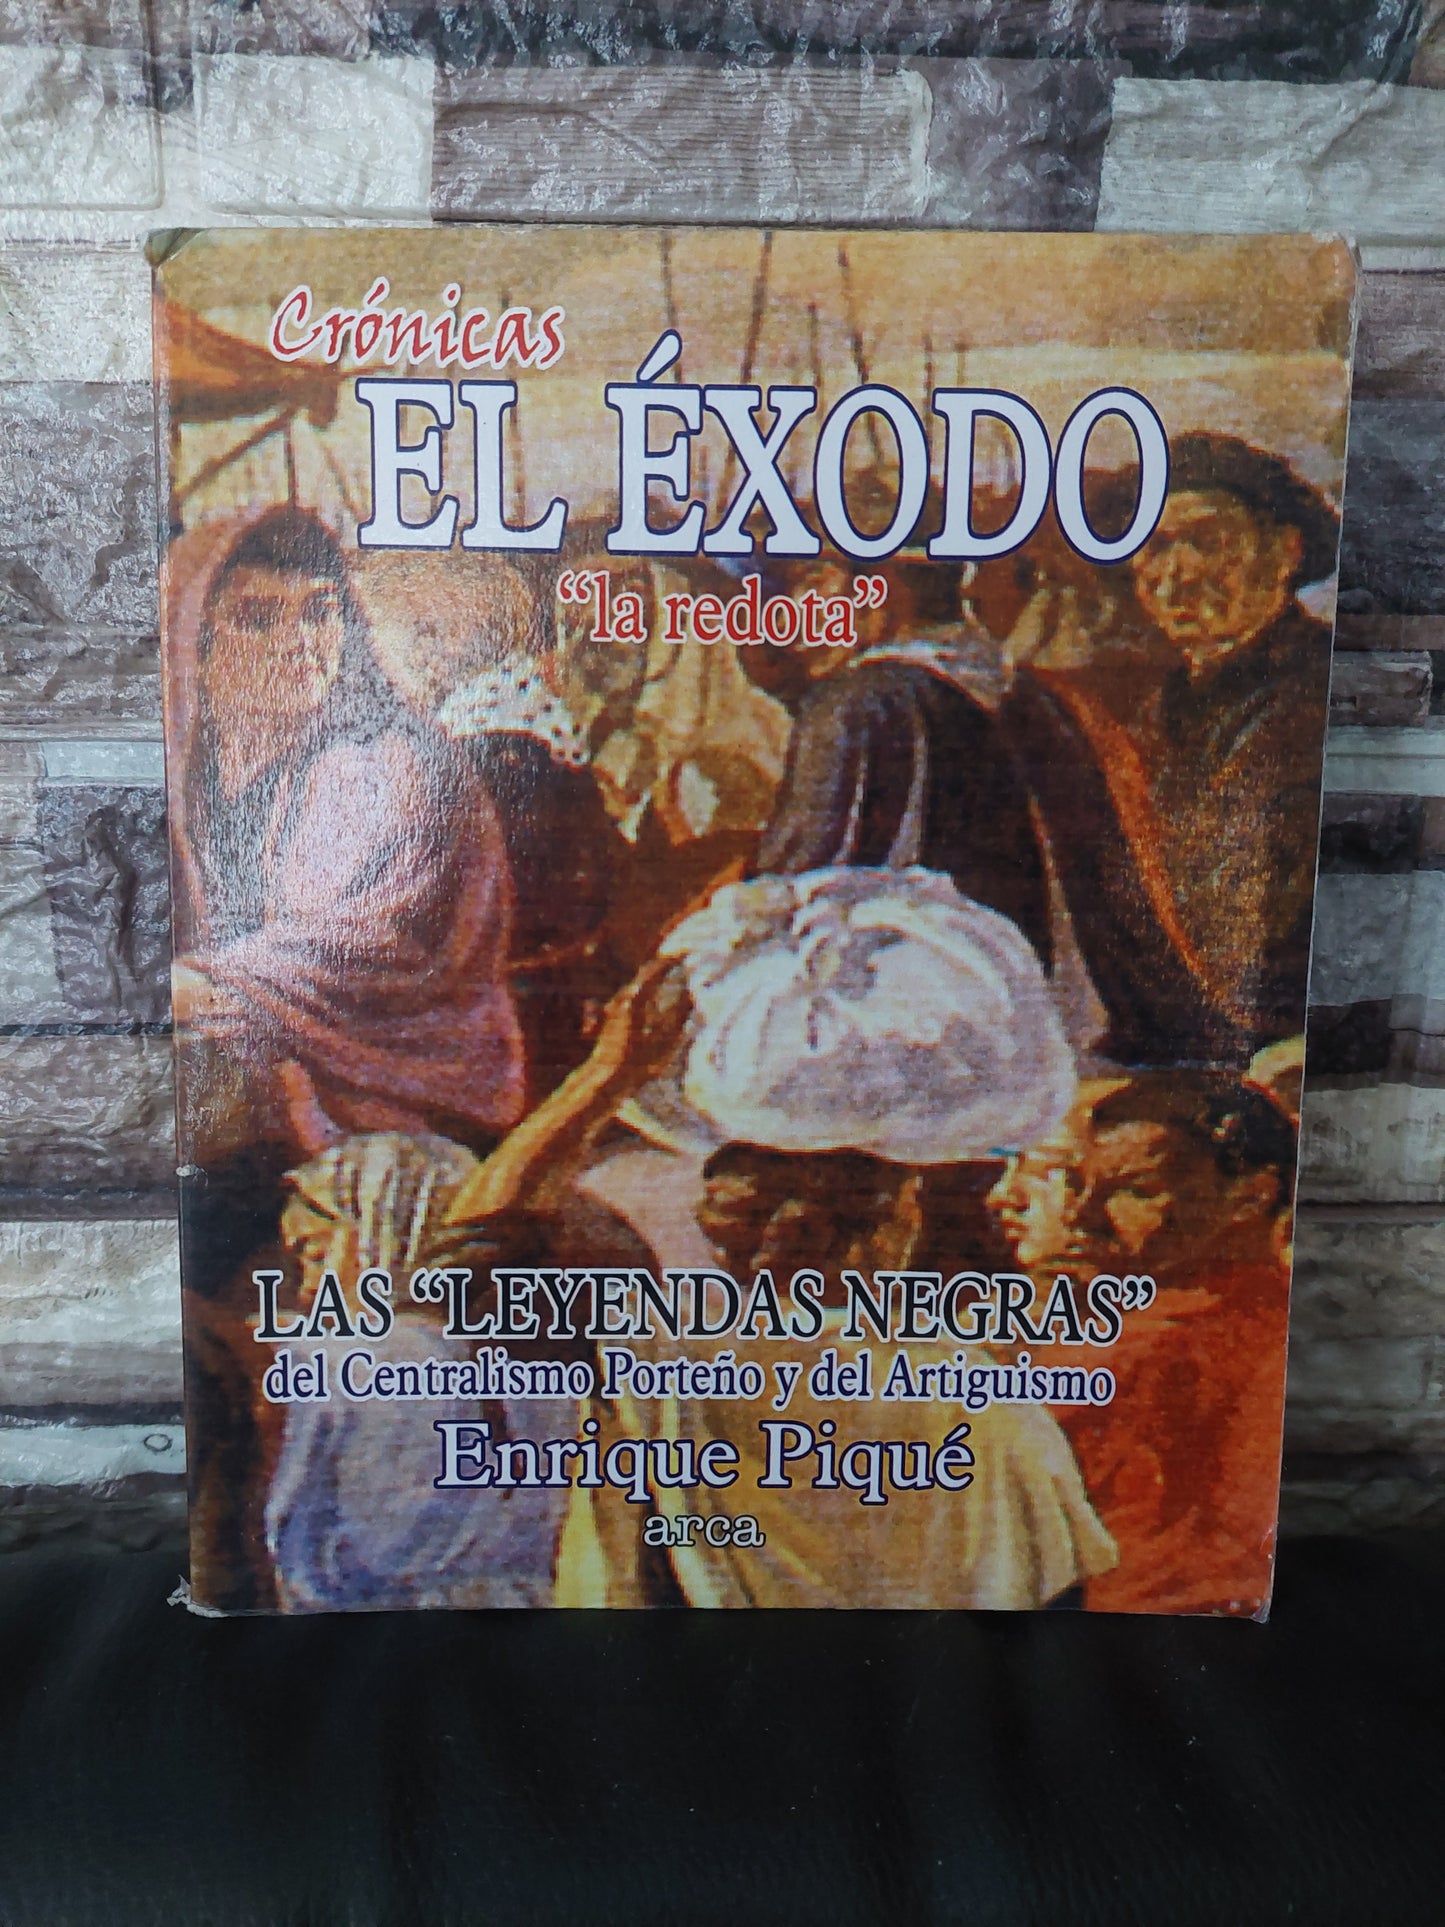 Crónicas
EL ÉXODO
“la redota”
LAS “LEYENDAS NEGRAS”
del Centralismo Porteño y del Artiguismo
Enrique Piqué
arca